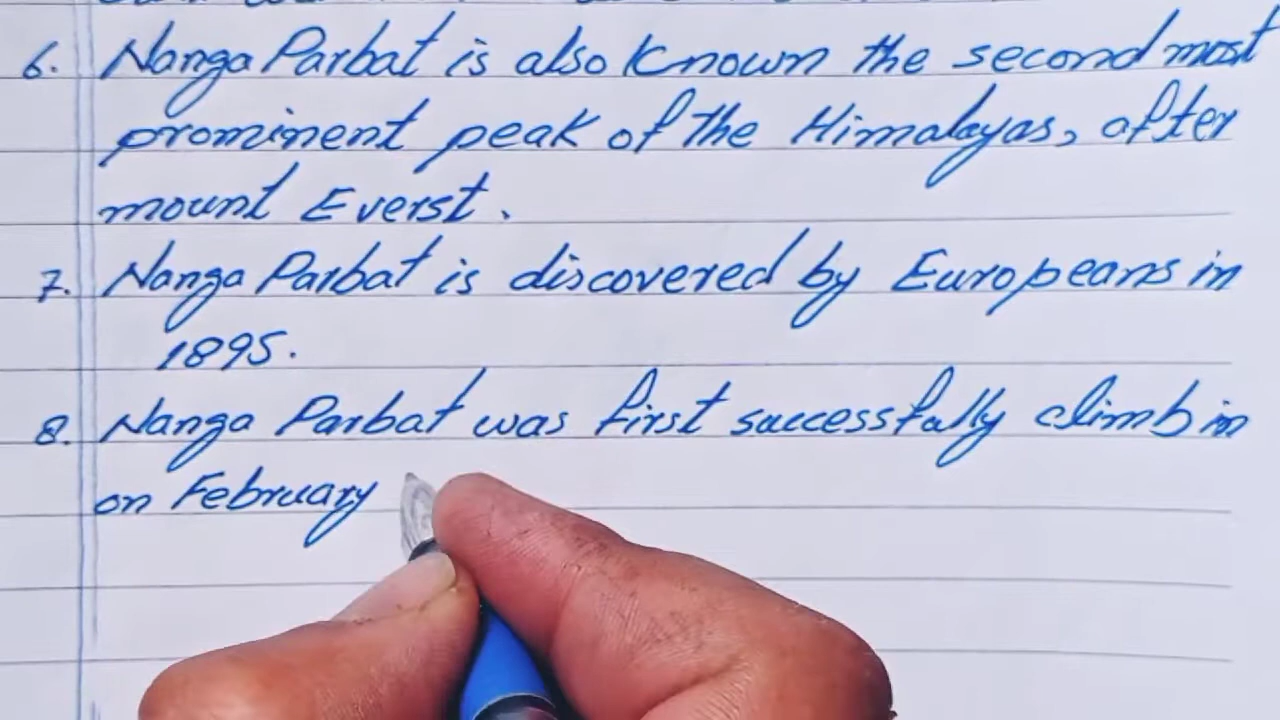 6. Nanga Parbat is also known the second most
prominent peak of the Himalayas, after
mount Everst.
7. Nanga Parbat is discovered by Europeans in
1895.
8. Nanga Parbat was first successfally climb in
on February